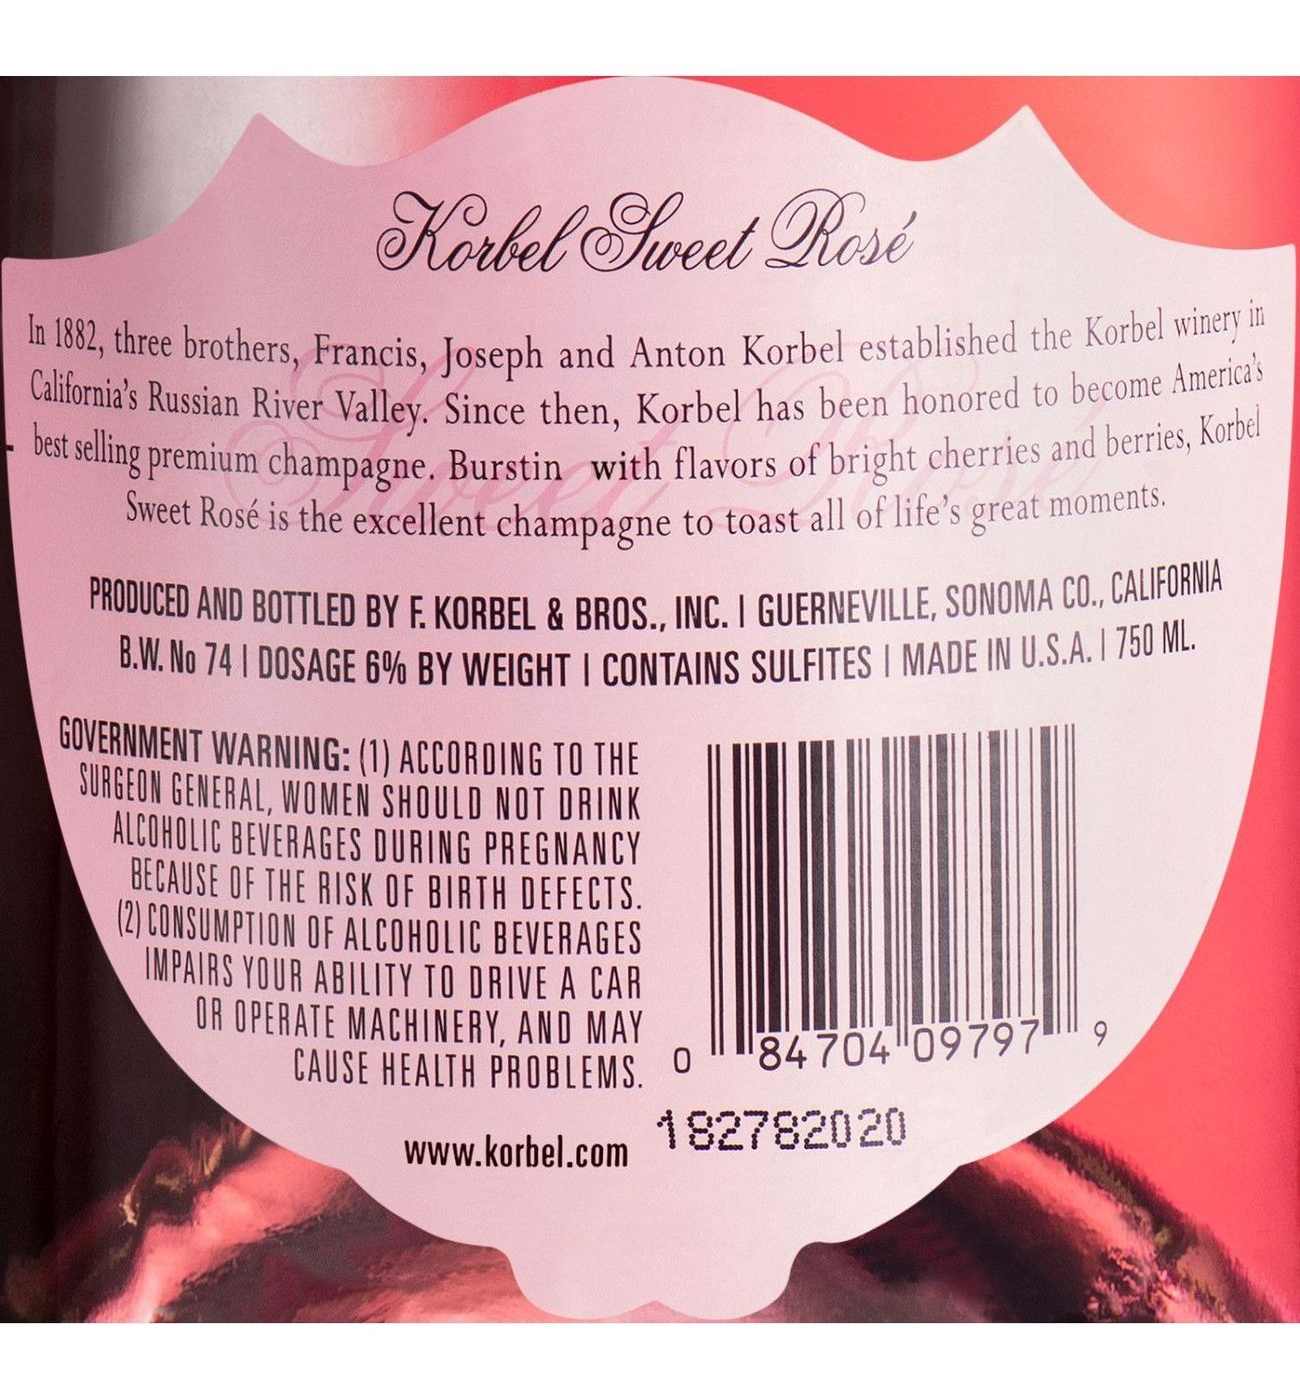 Korbel Sweet Rosé
In 1882, three brothers, Francis, Joseph and Anton Korbel established the Korbel winery in
California's Russian River Valley. Since then, Korbel has been honored to become America's
best selling premium champagne. Burstin with flavors of bright cherries and berries, Korbel
Sweet Rosé is the excellent champagne to toast all of life's great moments.
PRODUCED AND BOTTLED BY F. KORBEL & BROS., INC. | GUERNEVILLE, SONOMA CO., CALIFORNIA
B.W. No 74 | DOSAGE 6% BY WEIGHT | CONTAINS SULFITES | MADE IN U.S.A. | 750 ML.
GOVERNMENT WARNING: (1) ACCORDING TO THE
SURGEON GENERAL, WOMEN SHOULD NOT DRINK
ALCOHOLIC BEVERAGES DURING PREGNANCY
BECAUSE OF THE RISK OF BIRTH DEFECTS.
(2) CONSUMPTION OF ALCOHOLIC BEVERAGES
IMPAIRS YOUR ABILITY TO DRIVE A CAR
OR OPERATE MACHINERY, AND MAY
CAUSE HEALTH PROBLEMS.
0 84704 09797 9
www.korbel.com
182782020